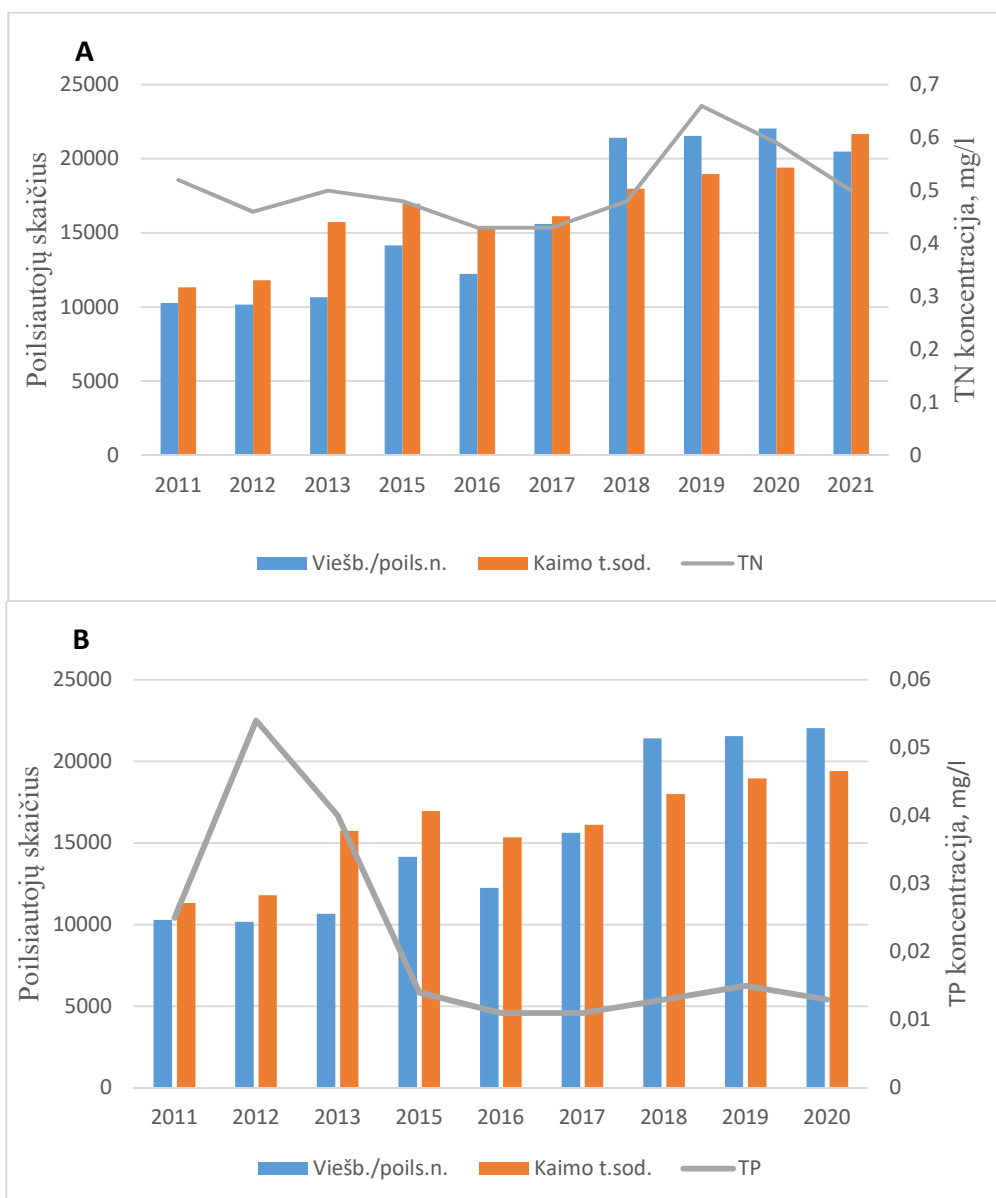 A
25000
20000
15000
10000
5000
0
Poilsiautojų skaičius
0,7
0,6
0,5
0,4
0,3
0,2
0,1
0
TN koncentracija, mg/l
2011 2012 2013 2015 2016 2017 2018 2019 2020 2021
Viešb./poils.n. Kaimo t.sod. TN
B
25000
20000
15000
10000
5000
0
Poilsiautojų skaičius
0,06
0,05
0,04
0,03
0,02
0,01
0
TP koncentracija, mg/l
2011 2012 2013 2015 2016 2017 2018 2019 2020
Viešb./poils.n. Kaimo t.sod. TP